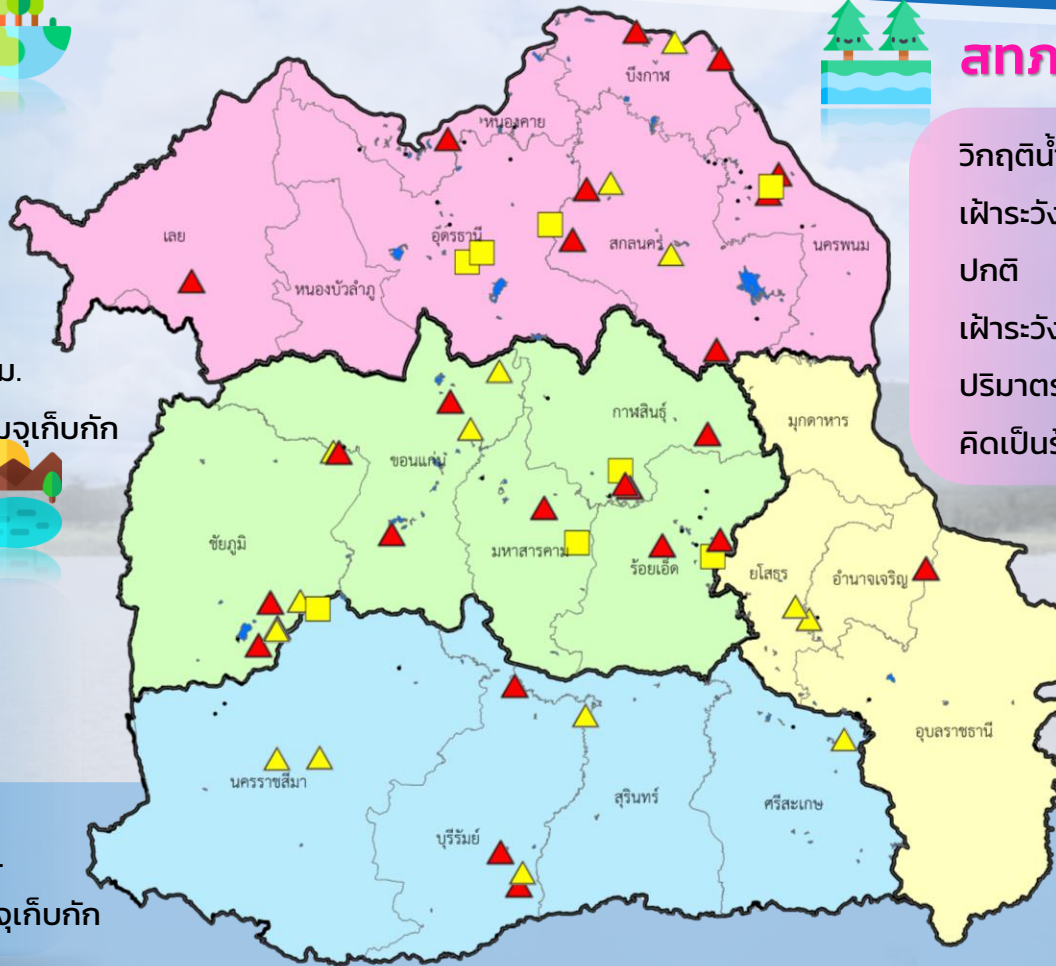 สทภ
วิกฤติน้ำ
เฝ้าระวัง
ปกติ
เฝ้าระวัง
ปริมาตร
คิดเป็นร้
ม.
มจุเก็บกัก
.
จุเก็บกัก
บึงกาฬ
หนองคาย
เลย
อุดรธานี
สกลนคร
นครพนม
หนองบัวลำภู
กาฬสินธุ์
มุกดาหาร
ขอนแก่น
ชัยภูมิ
มหาสารคาม
ร้อยเอ็ด
ยโสธร
อำนาจเจริญ
อุบลราชธานี
นครราชสีมา
สุรินทร์
ศรีสะเกษ
บุรีรัมย์